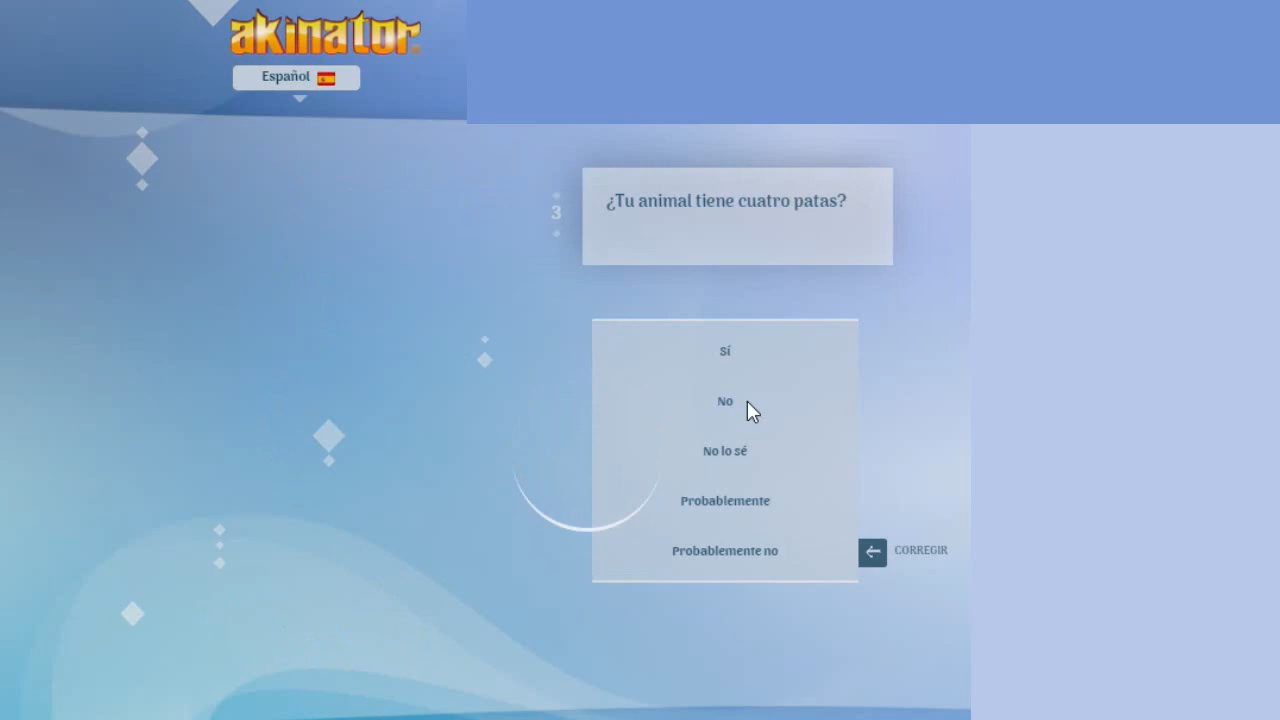 akinator
Español
3
¿Tu animal tiene cuatro patas?
Sí
No
No lo sé
Probablemente
Probablemente no
CORREGIR